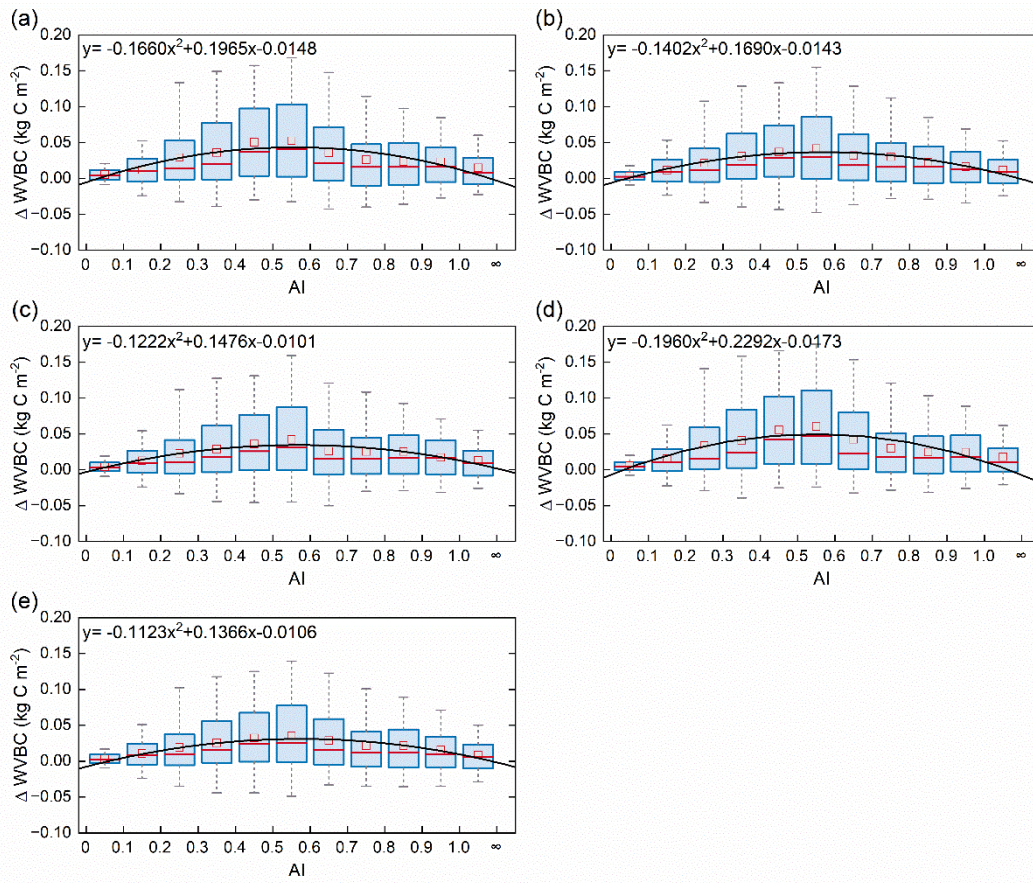 (a)
y= -0.1660x²+0.1965x-0.0148
0.20
0.15
0.10
0.05
0.00
−0.05
−0.10
Δ WVBC (kg C m⁻²)
0 0.1 0.2 0.3 0.4 0.5 0.6 0.7 0.8 0.9 1.0 ∞
AI
(b)
y= -0.1402x²+0.1690x-0.0143
0.20
0.15
0.10
0.05
0.00
−0.05
−0.10
Δ WVBC (kg C m⁻²)
0 0.1 0.2 0.3 0.4 0.5 0.6 0.7 0.8 0.9 1.0 ∞
AI
(c)
y= -0.1222x²+0.1476x-0.0101
0.20
0.15
0.10
0.05
0.00
−0.05
−0.10
Δ WVBC (kg C m⁻²)
0 0.1 0.2 0.3 0.4 0.5 0.6 0.7 0.8 0.9 1.0 ∞
AI
(d)
y= -0.1960x²+0.2292x-0.0173
0.20
0.15
0.10
0.05
0.00
−0.05
−0.10
Δ WVBC (kg C m⁻²)
0 0.1 0.2 0.3 0.4 0.5 0.6 0.7 0.8 0.9 1.0 ∞
AI
(e)
y= -0.1123x²+0.1366x-0.0106
0.20
0.15
0.10
0.05
0.00
−0.05
−0.10
Δ WVBC (kg C m⁻²)
0 0.1 0.2 0.3 0.4 0.5 0.6 0.7 0.8 0.9 1.0 ∞
AI